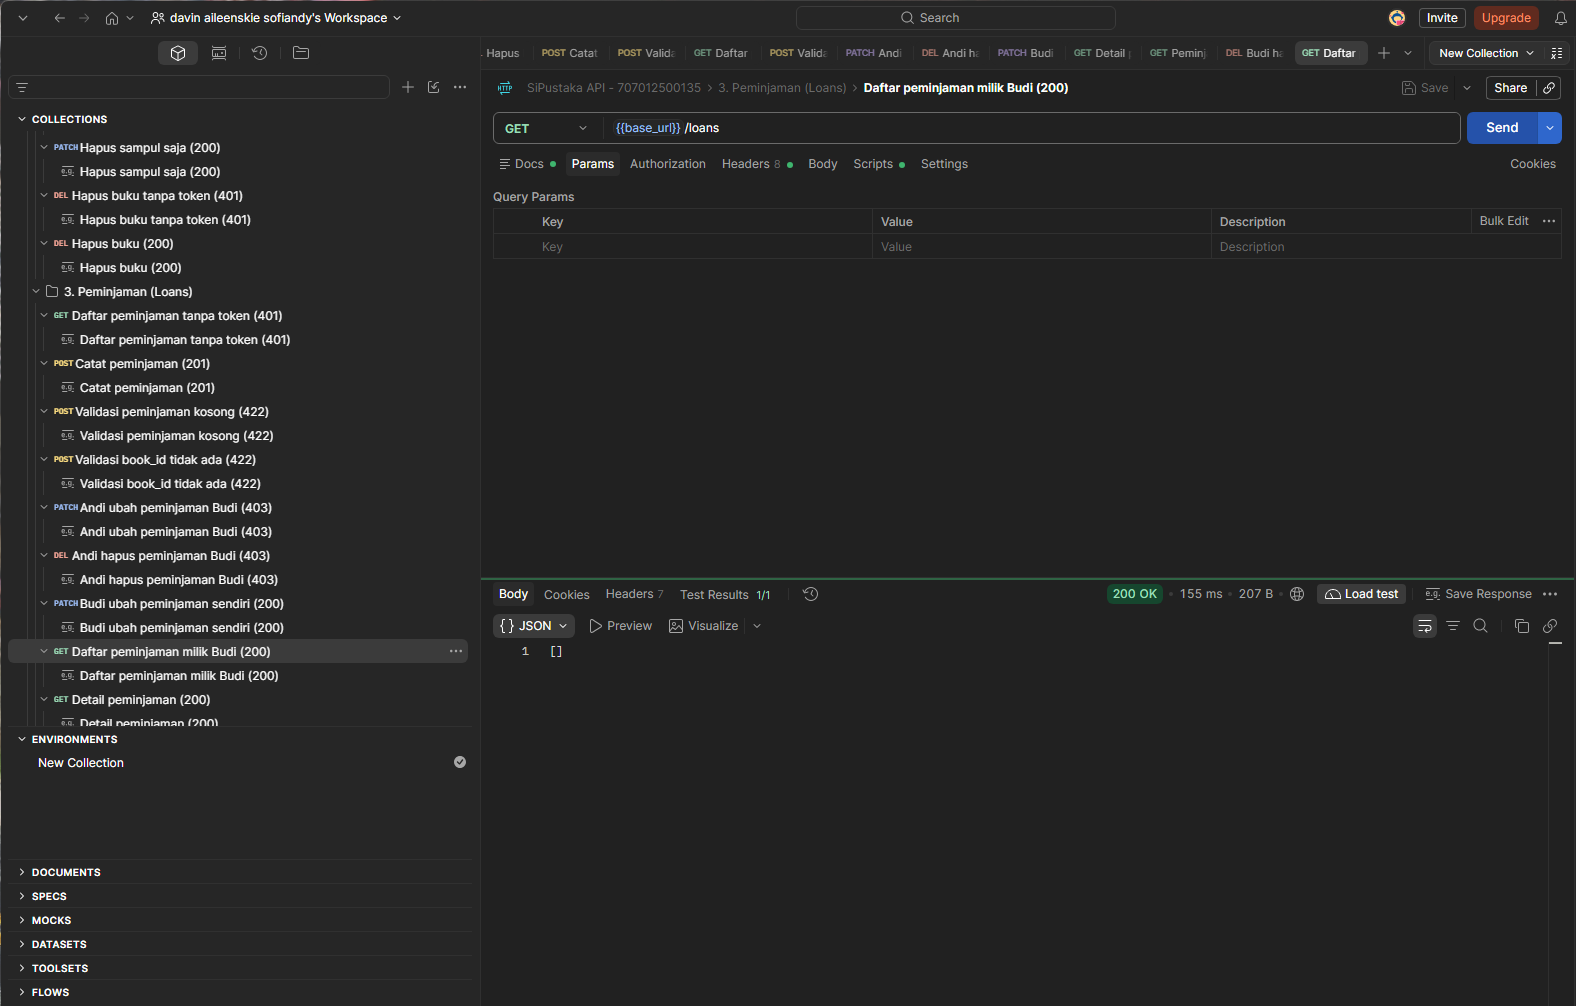 davin aileenskie sofiandy's Workspace
Search
Invite
Upgrade
Hapus
POST Catat
POST Valida
GET Daftar
POST Valida
PATCH Andi
DEL Andi ha
PATCH Budi
GET Detail
GET Peminj
DEL Budi ha
GET Daftar
New Collection
COLLECTIONS
PATCH Hapus sampul saja (200)
e.g. Hapus sampul saja (200)
DEL Hapus buku tanpa token (401)
e.g. Hapus buku tanpa token (401)
DEL Hapus buku (200)
e.g. Hapus buku (200)
3. Peminjaman (Loans)
GET Daftar peminjaman tanpa token (401)
e.g. Daftar peminjaman tanpa token (401)
POST Catat peminjaman (201)
e.g. Catat peminjaman (201)
POST Validasi peminjaman kosong (422)
e.g. Validasi peminjaman kosong (422)
POST Validasi book_id tidak ada (422)
e.g. Validasi book_id tidak ada (422)
PATCH Andi ubah peminjaman Budi (403)
e.g. Andi ubah peminjaman Budi (403)
DEL Andi hapus peminjaman Budi (403)
e.g. Andi hapus peminjaman Budi (403)
PATCH Budi ubah peminjaman sendiri (200)
e.g. Budi ubah peminjaman sendiri (200)
GET Daftar peminjaman milik Budi (200)
e.g. Daftar peminjaman milik Budi (200)
GET Detail peminjaman (200)
e.g. Detail peminjaman (200)
ENVIRONMENTS
New Collection
DOCUMENTS
SPECS
MOCKS
DATASETS
TOOLSETS
FLOWS
HTTP SiPustaka API - 707012500135 > 3. Peminjaman (Loans) > Daftar peminjaman milik Budi (200)
Save
Share
GET
{{base_url}} /loans
Send
Docs
Params
Authorization
Headers 8
Body
Scripts
Settings
Cookies
Query Params
Key Value Description Bulk Edit
Key Value Description
Body
Cookies
Headers 7
Test Results 1/1
200 OK
155 ms
207 B
Load test
e.g. Save Response
{} JSON
Preview
Visualize
1 []